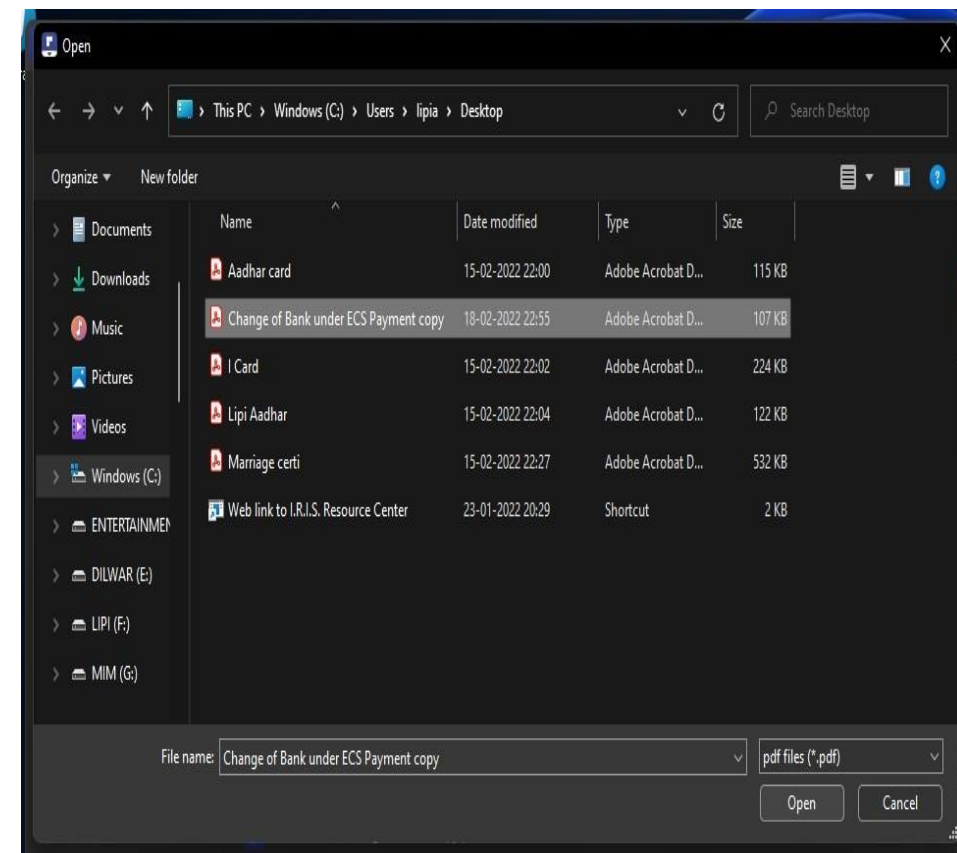 Open
This PC > Windows (C:) > Users > lipia > Desktop
Search Desktop
Organize
New folder
Name Date modified Type Size
Documents
Downloads
Music
Pictures
Videos
Windows (C:)
ENTERTAINMEN
DILWAR (E:)
LIPI (F:)
MIM (G:)
Aadhar card 15-02-2022 22:00 Adobe Acrobat D... 115 KB
Change of Bank under ECS Payment copy 18-02-2022 22:55 Adobe Acrobat D... 107 KB
I Card 15-02-2022 22:02 Adobe Acrobat D... 224 KB
Lipi Aadhar 15-02-2022 22:04 Adobe Acrobat D... 122 KB
Marriage certi 15-02-2022 22:27 Adobe Acrobat D... 532 KB
Web link to I.R.I.S. Resource Center 23-01-2022 20:29 Shortcut 2 KB
File name: Change of Bank under ECS Payment copy
pdf files (*.pdf)
Open Cancel